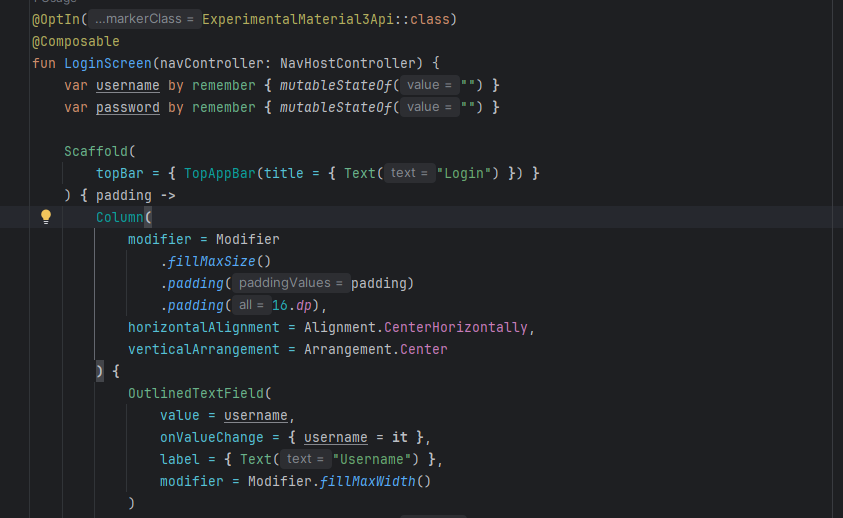 @OptIn(...markerClass = ExperimentalMaterial3Api::class)
@Composable
fun LoginScreen(navController: NavHostController) {
    var username by remember { mutableStateOf(value = "") }
    var password by remember { mutableStateOf(value = "") }

    Scaffold(
        topBar = { TopAppBar(title = { Text(text = "Login") }) }
    ) { padding ->
        Column(
            modifier = Modifier
                .fillMaxSize()
                .padding(paddingValues = padding)
                .padding(all = 16.dp),
            horizontalAlignment = Alignment.CenterHorizontally,
            verticalArrangement = Arrangement.Center
        ) {
            OutlinedTextField(
                value = username,
                onValueChange = { username = it },
                label = { Text(text = "Username") },
                modifier = Modifier.fillMaxWidth()
            )